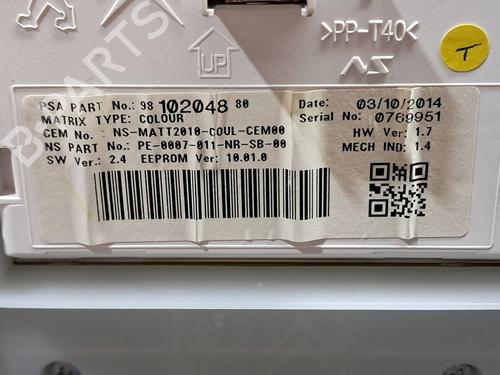 >PP-T40<
UP
T
PSA PART No.: 98 102048 80
MATRIX TYPE: COLOUR
CEM No. : NS-MATT2010-COUL-CEM00
NS PART No.: PE-0007-011-NR-SB-00
SW Ver.: 2.4 EEPROM Ver: 10.01.0
Date: 03/10/2014
Serial No: 0769951
HW Ver: 1.7
MECH IND: 1.4
B-PARTS